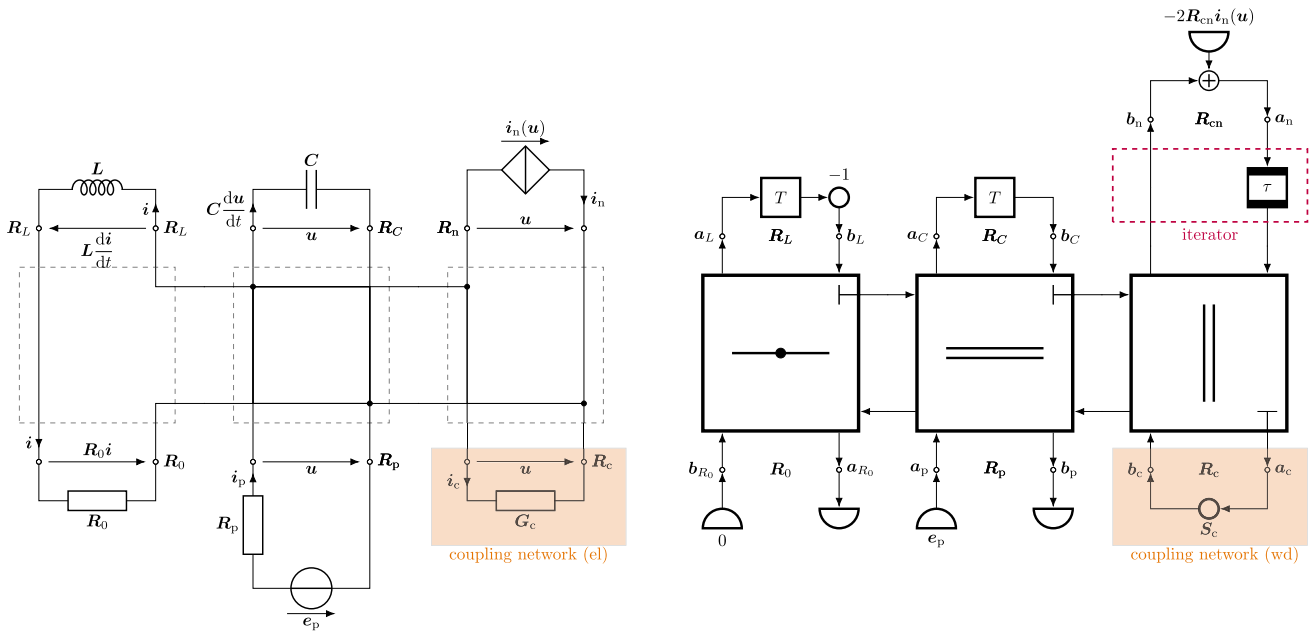 −2R_cn i_n(u)
b_n
R_cn
a_n
τ
iterator
i_n(u)
L
C
i
C du/dt
i_n
R_L
R_L
u
R_C
R_n
u
L di/dt
T
−1
a_L
R_L
b_L
T
a_C
R_C
b_C
i
R_0 i
R_0
u
R_p
u
R_c
i_p
i_c
R_0
R_p
G_c
coupling network (el)
e_p
b_R0
R_0
a_R0
a_p
R_p
b_p
b_c
R_c
a_c
0
e_p
S_c
coupling network (wd)